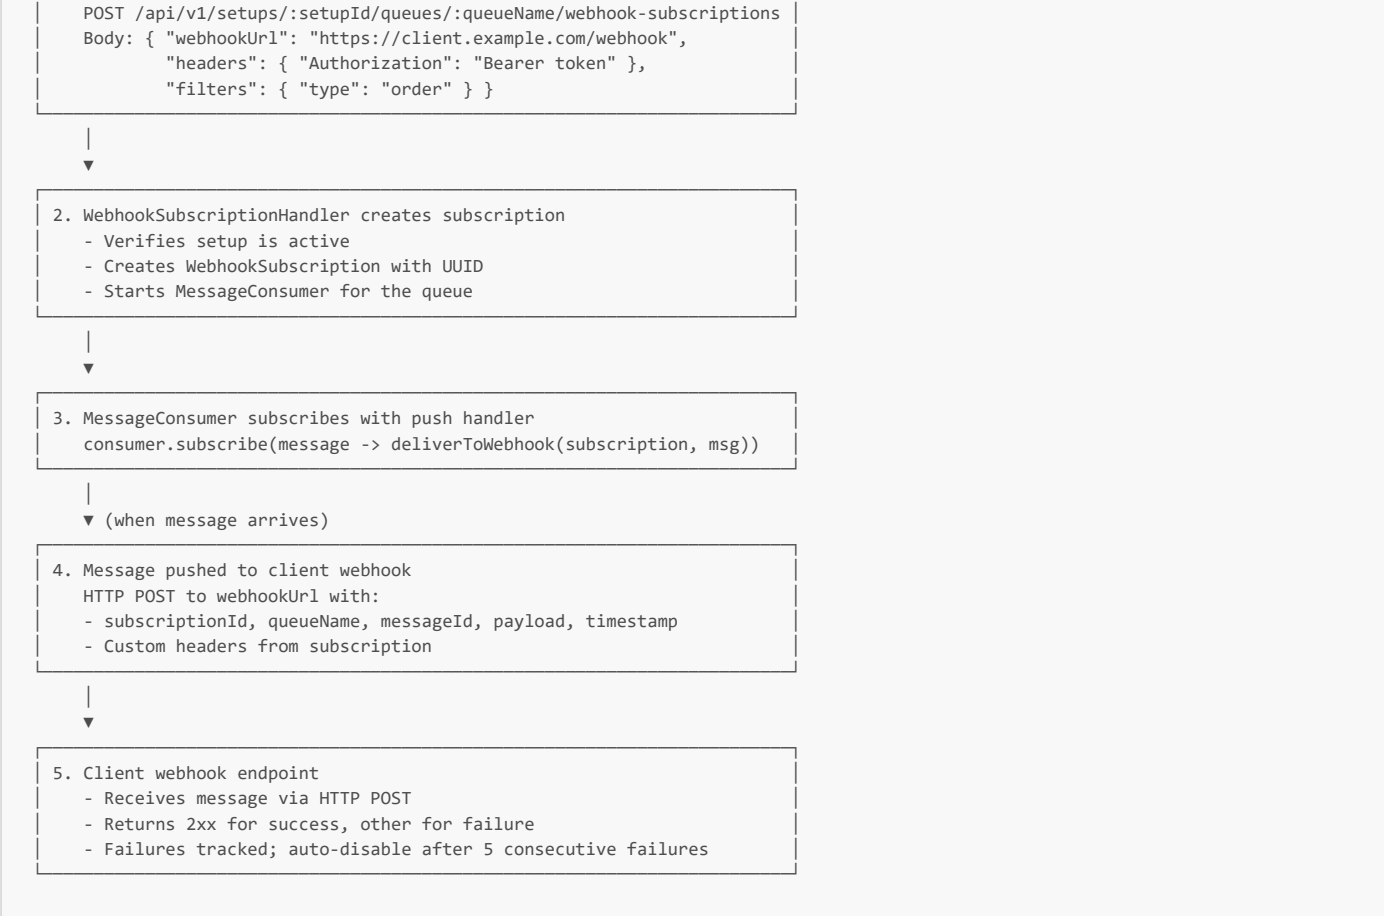 POST /api/v1/setups/:setupId/queues/:queueName/webhook-subscriptions
Body: { "webhookUrl": "https://client.example.com/webhook",
"headers": { "Authorization": "Bearer token" },
"filters": { "type": "order" } }
▼
2. WebhookSubscriptionHandler creates subscription
- Verifies setup is active
- Creates WebhookSubscription with UUID
- Starts MessageConsumer for the queue
▼
3. MessageConsumer subscribes with push handler
consumer.subscribe(message -> deliverToWebhook(subscription, msg))
▼ (when message arrives)
4. Message pushed to client webhook
HTTP POST to webhookUrl with:
- subscriptionId, queueName, messageId, payload, timestamp
- Custom headers from subscription
▼
5. Client webhook endpoint
- Receives message via HTTP POST
- Returns 2xx for success, other for failure
- Failures tracked; auto-disable after 5 consecutive failures